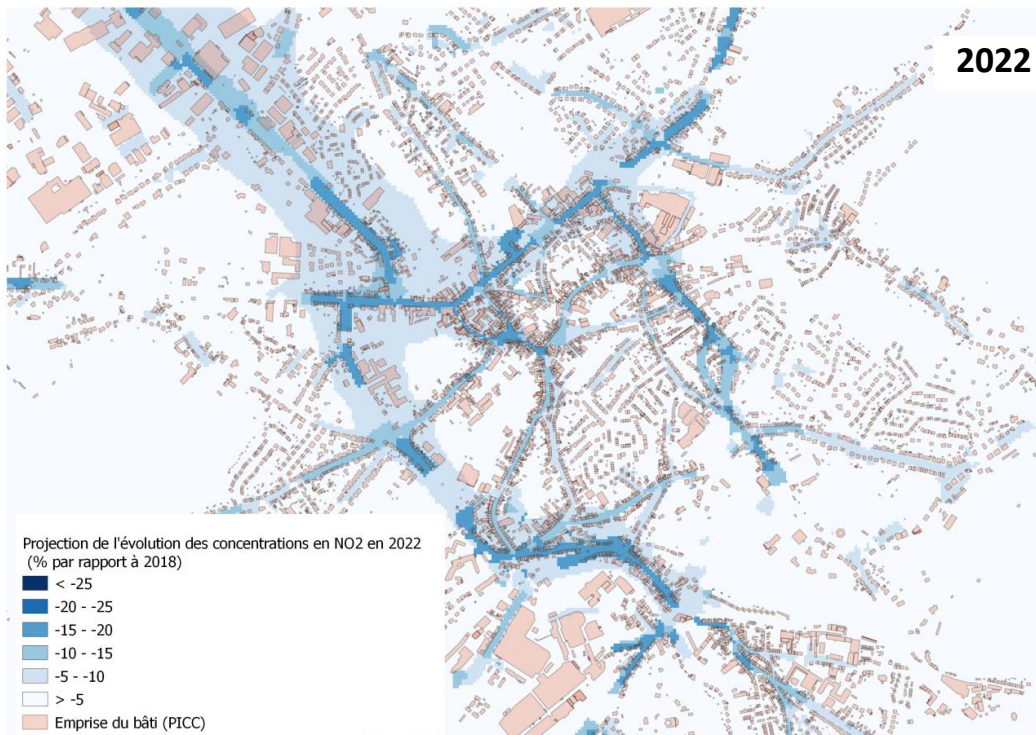 2022
Projection de l'évolution des concentrations en NO2 en 2022
(% par rapport à 2018)
< -25
-20 - -25
-15 - -20
-10 - -15
-5 - -10
> -5
Emprise du bâti (PICC)